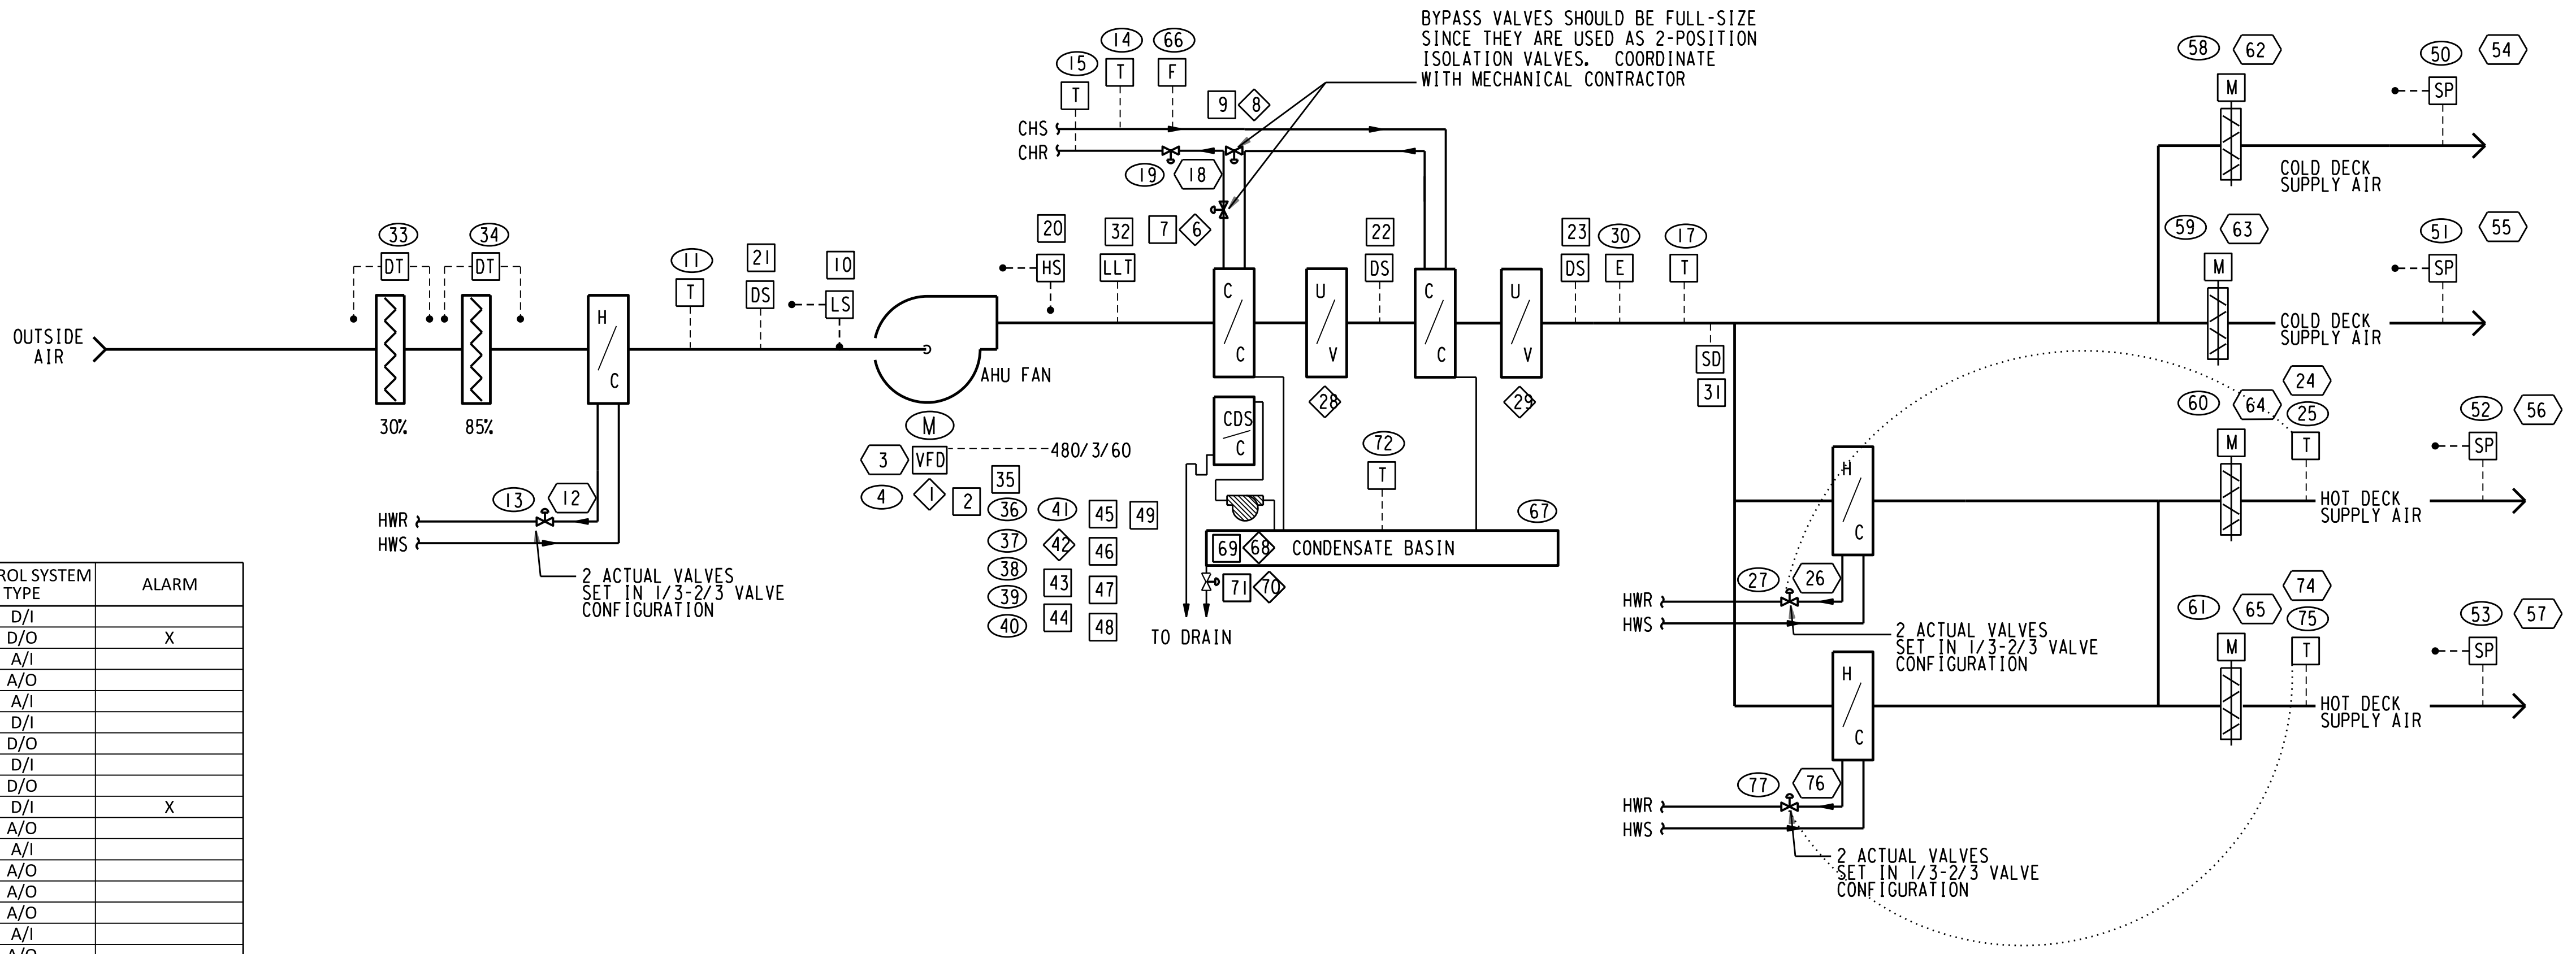 BYPASS VALVES SHOULD BE FULL-SIZE
SINCE THEY ARE USED AS 2-POSITION
ISOLATION VALVES. COORDINATE
WITH MECHANICAL CONTRACTOR
14 66
15 T F
T
9 8
CHS
CHR
19 18
7 6
58 62
M
50 54
SP
COLD DECK
SUPPLY AIR
59 63
M
51 55
SP
COLD DECK
SUPPLY AIR
33 34
DT DT
11 21 10
T DS LS
20 32
HS LLT
22 23 30 17
DS DS E T
OUTSIDE
AIR
30% 85%
H
C
AHU FAN
C
C
U
V
C
C
U
V
28 29
SD
31
M
3 VFD 480/3/60
4 1 2 35
36 41 45 49
37 42 46
38 43 47
39 44 48
40
CDS
C
72
T
67
69 68 CONDENSATE BASIN
71 70
TO DRAIN
13 12
HWR
HWS
2 ACTUAL VALVES
SET IN 1/3-2/3 VALVE
CONFIGURATION
24
60 64 25
M T
52 56
SP
HOT DECK
SUPPLY AIR
H
C
27 26
HWR
HWS
2 ACTUAL VALVES
SET IN 1/3-2/3 VALVE
CONFIGURATION
74
61 65 75
M T
53 57
SP
HOT DECK
SUPPLY AIR
H
C
77 76
HWR
HWS
2 ACTUAL VALVES
SET IN 1/3-2/3 VALVE
CONFIGURATION
ROL SYSTEM
TYPE ALARM
D/I
D/O X
A/I
A/O
A/I
D/I
D/O
D/I
D/O
D/I X
A/O
A/I
A/O
A/O
A/O
A/I
A/O